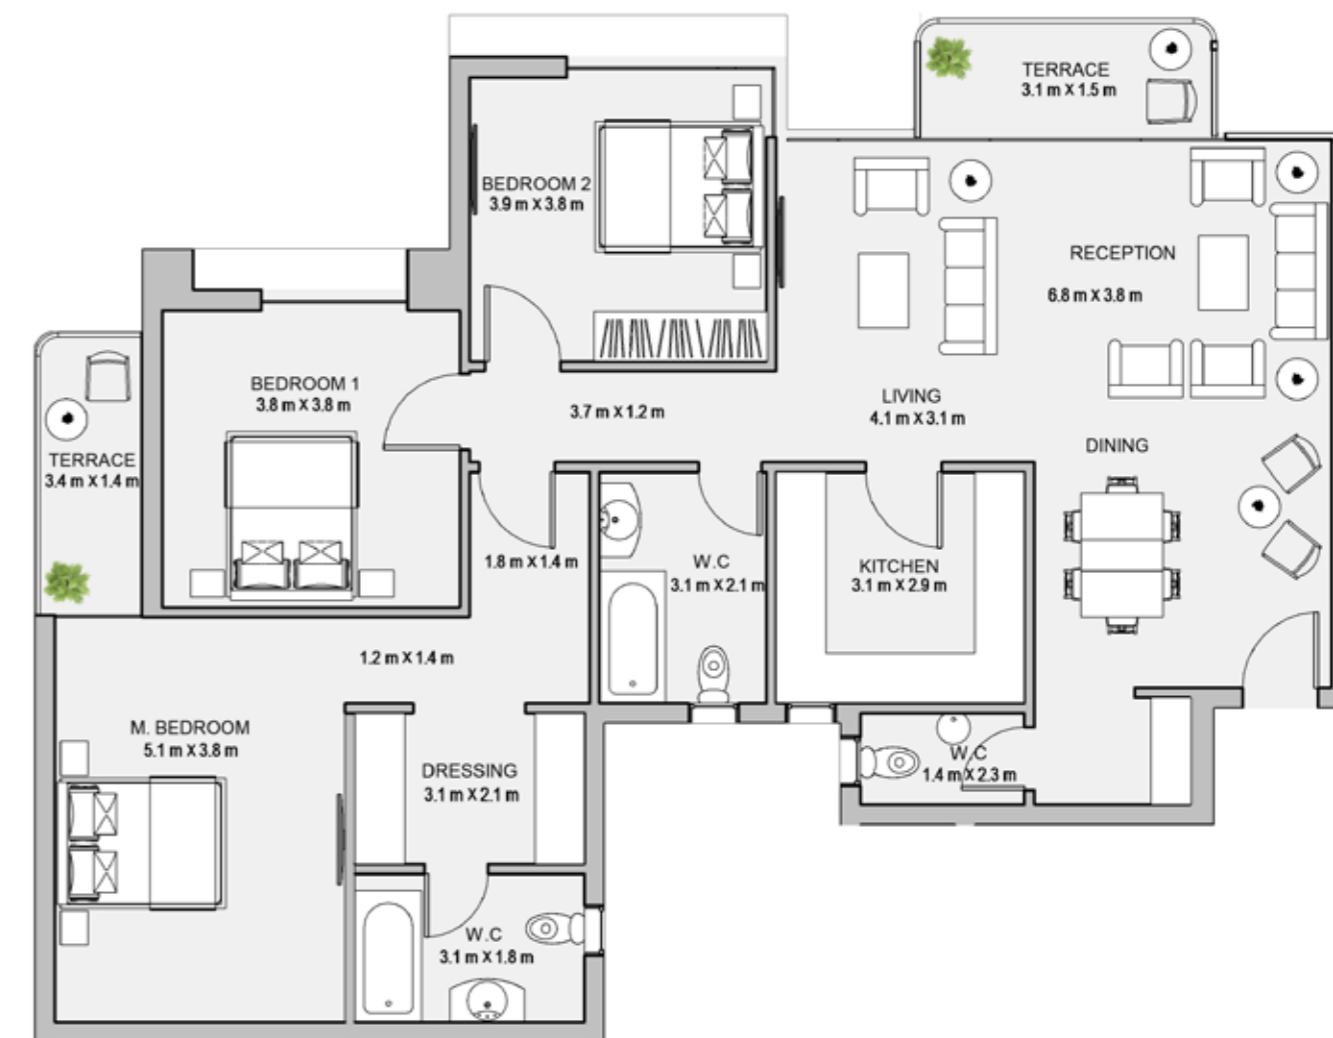 TERRACE
3.1 m X 1.5 m
BEDROOM 2
3.9 m X 3.8 m
RECEPTION
6.8 m X 3.8 m
BEDROOM 1
3.8 m X 3.8 m
3.7 m X 1.2 m
LIVING
4.1 m X 3.1 m
DINING
TERRACE
3.4 m X 1.4 m
1.8 m X 1.4 m
W.C
3.1 m X 2.1 m
KITCHEN
3.1 m X 2.9 m
1.2 m X 1.4 m
M. BEDROOM
5.1 m X 3.8 m
DRESSING
3.1 m X 2.1 m
W.C
1.4 m X 2.3 m
W.C
3.1 m X 1.8 m